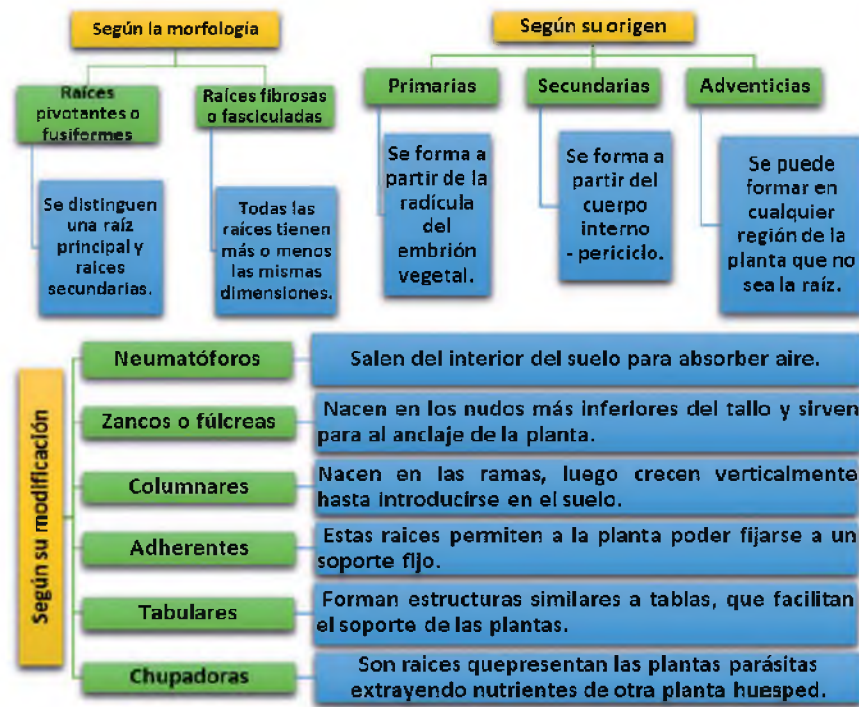 Según la morfología
Raíces
pivotantes o
fusiformes
Se distinguen
una raíz
principal y
raices
secundarias.
Raíces fibrosas
o fasciculadas
Todas las
raíces tienen
más o menos
las mismas
dimensiones.
Según su origen
Primarias
Se forma a
partir de la
radícula
del
embrión
vegetal.
Secundarias
Se forma a
partir del
cuerpo
interno
- periciclo.
Adventicias
Se puede
formar en
cualquier
región de la
planta que no
sea la raíz.
Según su modificación
Neumatóforos
Salen del interior del suelo para absorber aire.
Zancos o fúlcreas
Nacen en los nudos más inferiores del tallo y sirven
para al anclaje de la planta.
Columnares
Nacen en las ramas, luego crecen verticalmente
hasta introducirse en el suelo.
Adherentes
Estas raices permiten a la planta poder fijarse a un
soporte fijo.
Tabulares
Forman estructuras similares a tablas, que facilitan
el soporte de las plantas.
Chupadoras
Son raices quepresentan las plantas parásitas
extrayendo nutrientes de otra planta huesped.